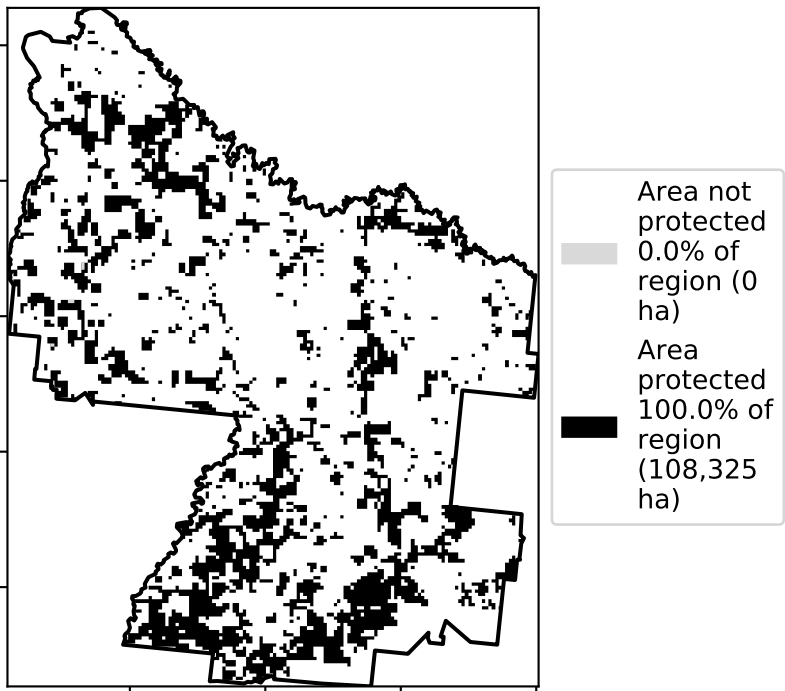 Area not
protected
0.0% of
region (0
ha)
Area
protected
100.0% of
region
(108,325
ha)